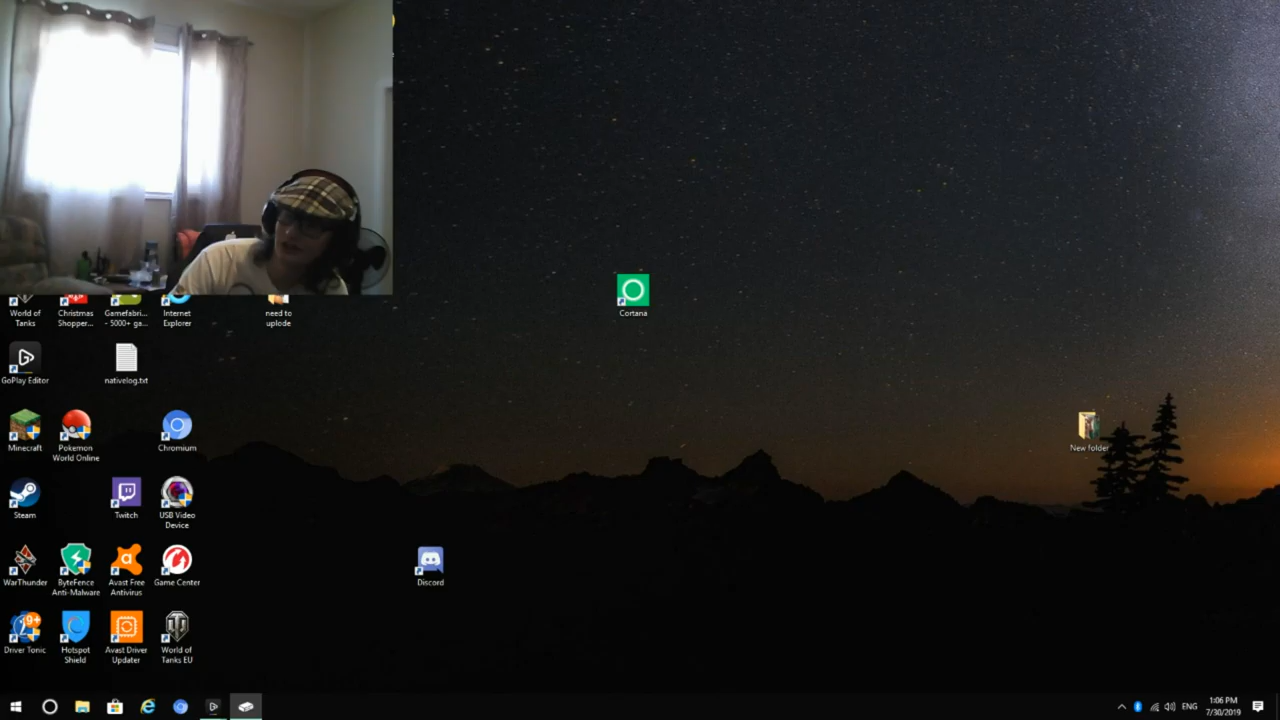 World of Tanks
Christmas Shopper...
Gamefabri... - 5000+ ga...
Internet Explorer
need to uplode
Cortana
GoPlay Editor
nativelog.txt
Minecraft
Pokemon World Online
Chromium
New folder
Steam
Twitch
USB Video Device
WarThunder
ByteFence Anti-Malware
Avast Free Antivirus
Game Center
Discord
9+
Driver Tonic
Hotspot Shield
Avast Driver Updater
World of Tanks EU
ENG
1:06 PM
7/30/2019